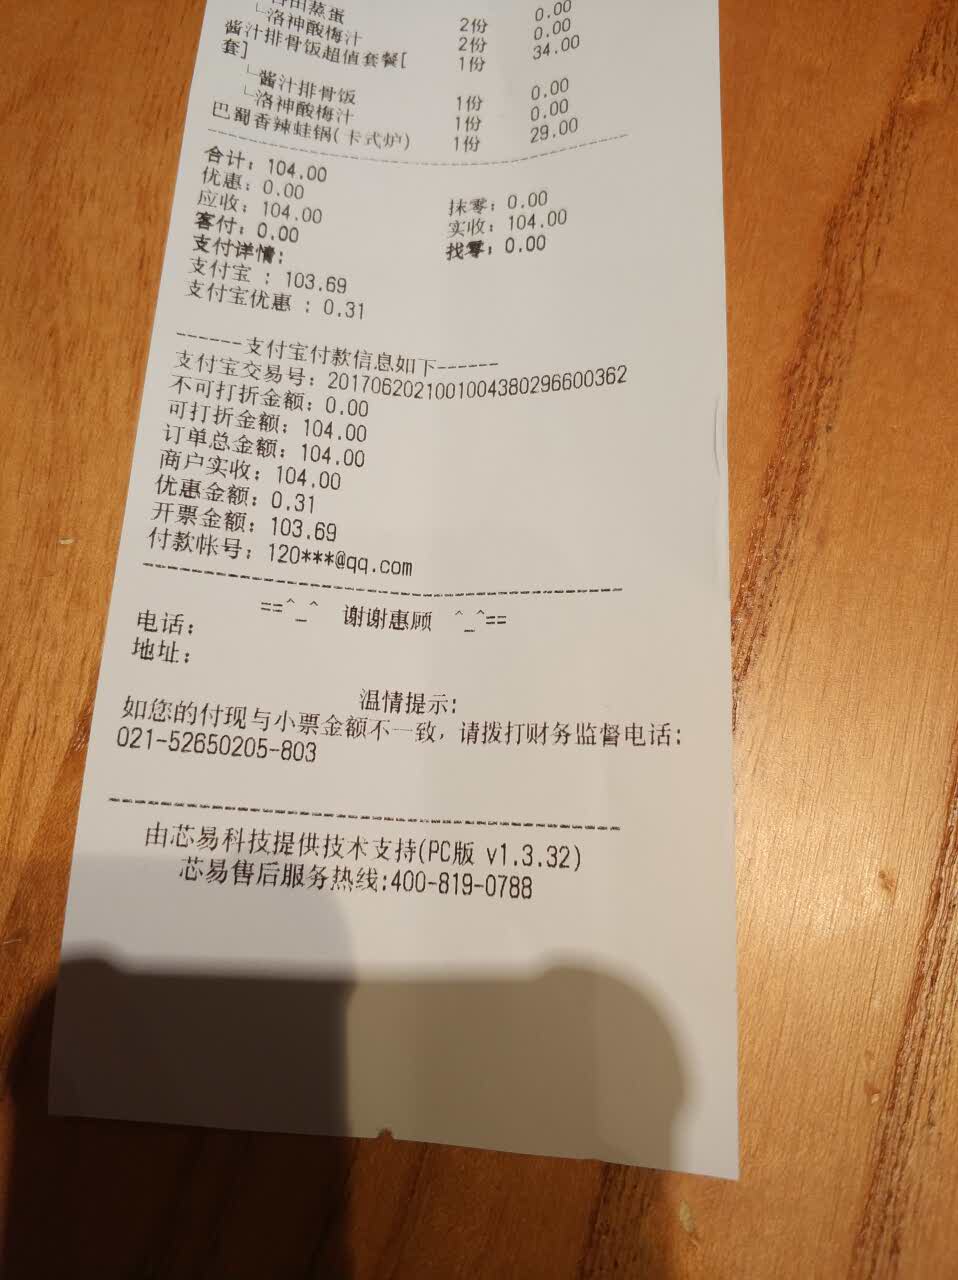 田蒸蛋 0.00
└洛神酸梅汁 2份 0.00
酱汁排骨饭超值套餐[ 2份 34.00
套] 1份
└酱汁排骨饭 1份 0.00
└洛神酸梅汁 1份 0.00
巴蜀香辣蛙锅(卡式炉) 1份 29.00
合计：104.00
优惠：0.00 抹零：0.00
应收：104.00 实收：104.00
客付：0.00 找零：0.00
支付详情：
支付宝 ：103.69
支付宝优惠 ：0.31
------支付宝付款信息如下------
支付宝交易号：2017062021001004380296600362
不可打折金额：0.00
可打折金额：104.00
订单总金额：104.00
商户实收：104.00
优惠金额：0.31
开票金额：103.69
付款帐号：120***@qq.com
==^_^ 谢谢惠顾 ^_^==
电话：
地址：
温情提示：
如您的付现与小票金额不一致，请拨打财务监督电话：
021-52650205-803
由芯易科技提供技术支持(PC版 v1.3.32)
芯易售后服务热线:400-819-0788